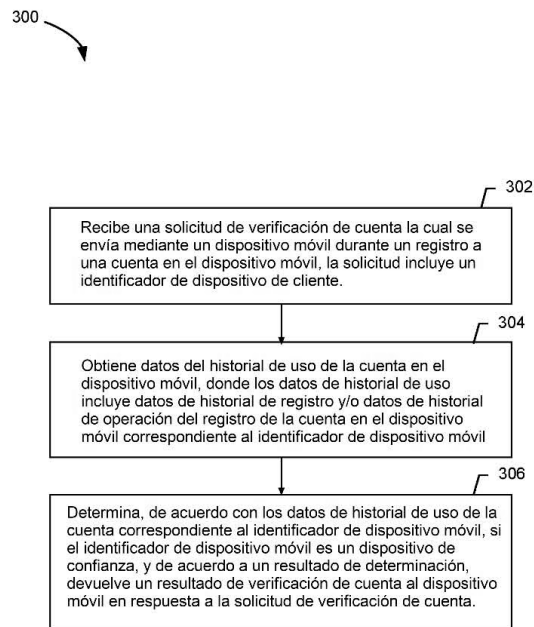 300
302
Recibe una solicitud de verificación de cuenta la cual se
envía mediante un dispositivo móvil durante un registro a
una cuenta en el dispositivo móvil, la solicitud incluye un
identificador de dispositivo de cliente.
304
Obtiene datos del historial de uso de la cuenta en el
dispositivo móvil, donde los datos de historial de uso
incluye datos de historial de registro y/o datos de historial
de operación del registro de la cuenta en el dispositivo
móvil correspondiente al identificador de dispositivo móvil
306
Determina, de acuerdo con los datos de historial de uso de la
cuenta correspondiente al identificador de dispositivo móvil, si
el identificador de dispositivo móvil es un dispositivo de
confianza, y de acuerdo a un resultado de determinación,
devuelve un resultado de verificación de cuenta al dispositivo
móvil en respuesta a la solicitud de verificación de cuenta.